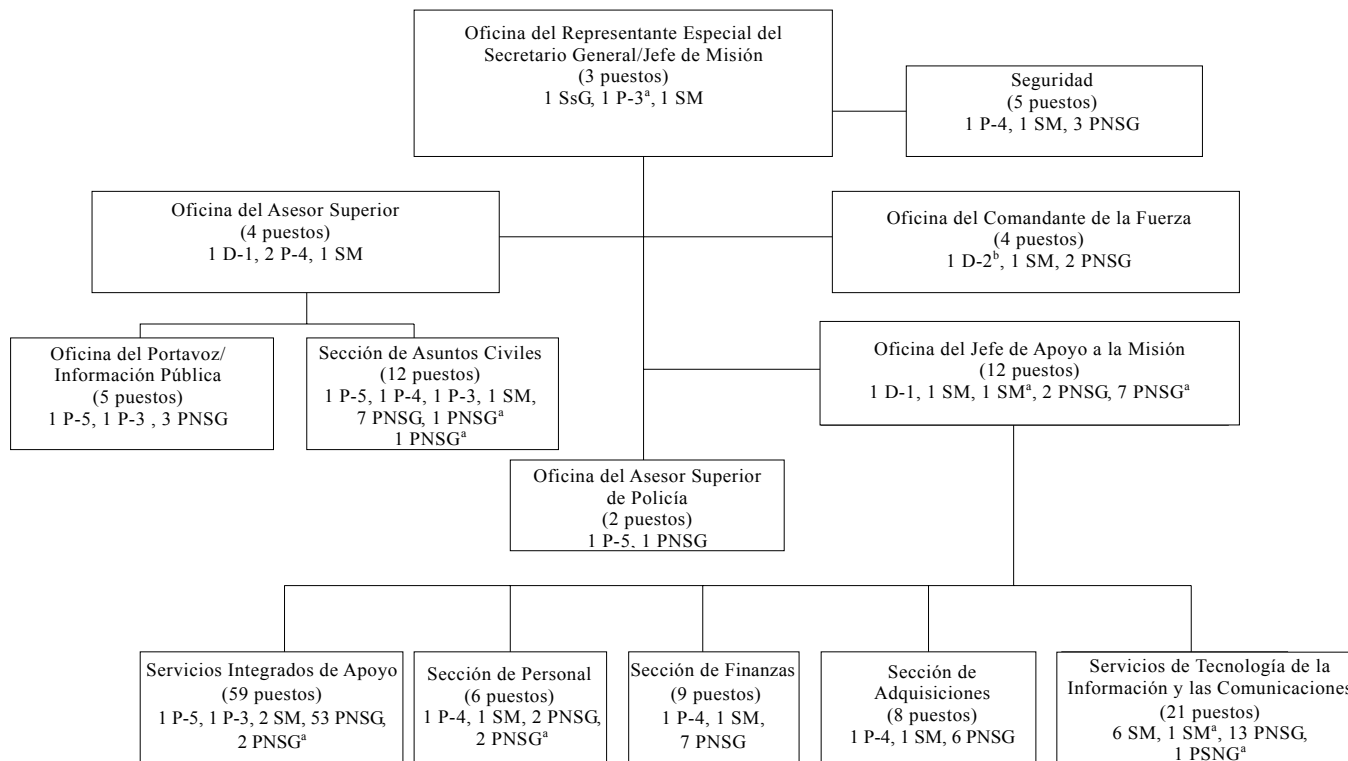 Oficina del Representante Especial del
Secretario General/Jefe de Misión
(3 puestos)
1 SsG, 1 P-3ª, 1 SM
Seguridad
(5 puestos)
1 P-4, 1 SM, 3 PNSG
Oficina del Asesor Superior
(4 puestos)
1 D-1, 2 P-4, 1 SM
Oficina del Comandante de la Fuerza
(4 puestos)
1 D-2ᵇ, 1 SM, 2 PNSG
Oficina del Portavoz/
Información Pública
(5 puestos)
1 P-5, 1 P-3 , 3 PNSG
Sección de Asuntos Civiles
(12 puestos)
1 P-5, 1 P-4, 1 P-3, 1 SM,
7 PNSG, 1 PNSGª
1 PNSGª
Oficina del Jefe de Apoyo a la Misión
(12 puestos)
1 D-1, 1 SM, 1 SMª, 2 PNSG, 7 PNSGª
Oficina del Asesor Superior
de Policía
(2 puestos)
1 P-5, 1 PNSG
Servicios Integrados de Apoyo
(59 puestos)
1 P-5, 1 P-3, 2 SM, 53 PNSG,
2 PNSGª
Sección de Personal
(6 puestos)
1 P-4, 1 SM, 2 PNSG,
2 PNSGª
Sección de Finanzas
(9 puestos)
1 P-4, 1 SM,
7 PNSG
Sección de
Adquisiciones
(8 puestos)
1 P-4, 1 SM, 6 PNSG
Servicios de Tecnología de la
Información y las Comunicaciones
(21 puestos)
6 SM, 1 SMª, 13 PNSG,
1 PSNGª